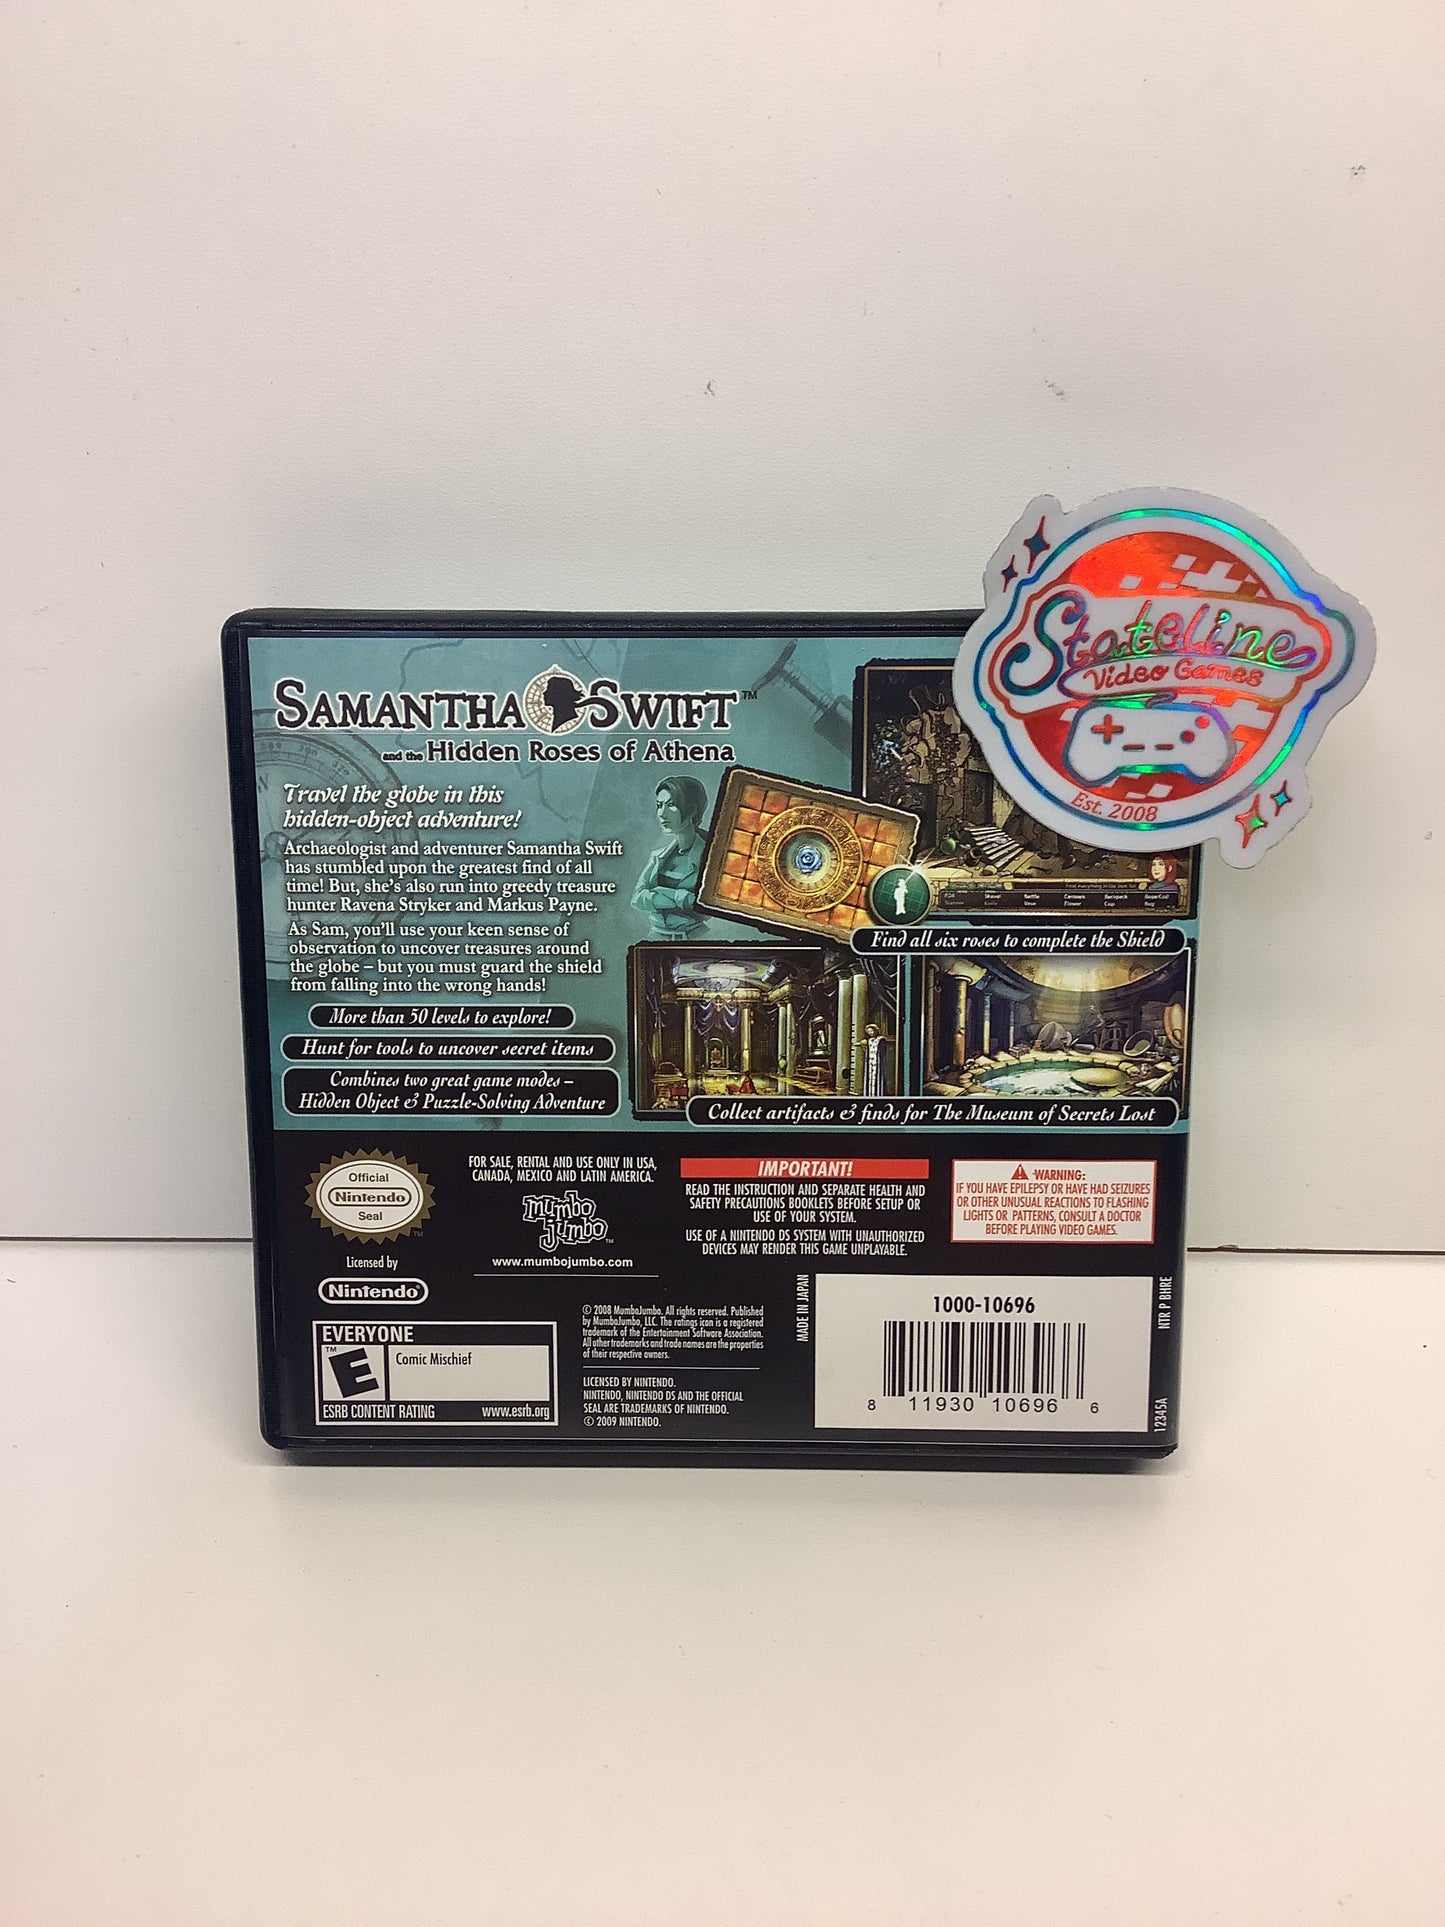 Stateline
Video Games
Est. 2008
SAMANTHA SWIFT™
and the Hidden Roses of Athena
Travel the globe in this
hidden-object adventure!
Archaeologist and adventurer Samantha Swift
has stumbled upon the greatest find of all
time! But, she's also run into greedy treasure
hunter Ravena Stryker and Markus Payne.
As Sam, you'll use your keen sense of
observation to uncover treasures around
the globe – but you must guard the shield
from falling into the wrong hands!
More than 50 levels to explore!
Hunt for tools to uncover secret items
Combines two great game modes –
Hidden Object & Puzzle-Solving Adventure
Find all six roses to complete the Shield
Collect artifacts & finds for The Museum of Secrets Lost
Official
Nintendo
Seal
™
Licensed by
Nintendo®
FOR SALE, RENTAL AND USE ONLY IN USA,
CANADA, MEXICO AND LATIN AMERICA.
mumbo
jumbo™
www.mumbojumbo.com
IMPORTANT!
READ THE INSTRUCTION AND SEPARATE HEALTH AND
SAFETY PRECAUTIONS BOOKLETS BEFORE SETUP OR
USE OF YOUR SYSTEM.
USE OF A NINTENDO DS SYSTEM WITH UNAUTHORIZED
DEVICES MAY RENDER THIS GAME UNPLAYABLE.
WARNING:
IF YOU HAVE EPILEPSY OR HAVE HAD SEIZURES
OR OTHER UNUSUAL REACTIONS TO FLASHING
LIGHTS OR PATTERNS, CONSULT A DOCTOR
BEFORE PLAYING VIDEO GAMES.
EVERYONE
™
E
Comic Mischief
ESRB CONTENT RATING www.esrb.org
© 2008 MumboJumbo. All rights reserved. Published
by MumboJumbo, LLC. The ratings icon is a registered
trademark of the Entertainment Software Association.
All other trademarks and trade names are the properties
of their respective owners.
LICENSED BY NINTENDO.
NINTENDO, NINTENDO DS AND THE OFFICIAL
SEAL ARE TRADEMARKS OF NINTENDO.
© 2009 NINTENDO.
MADE IN JAPAN
1000-10696
8 11930 10696 6
NTR P BHRE
12345A